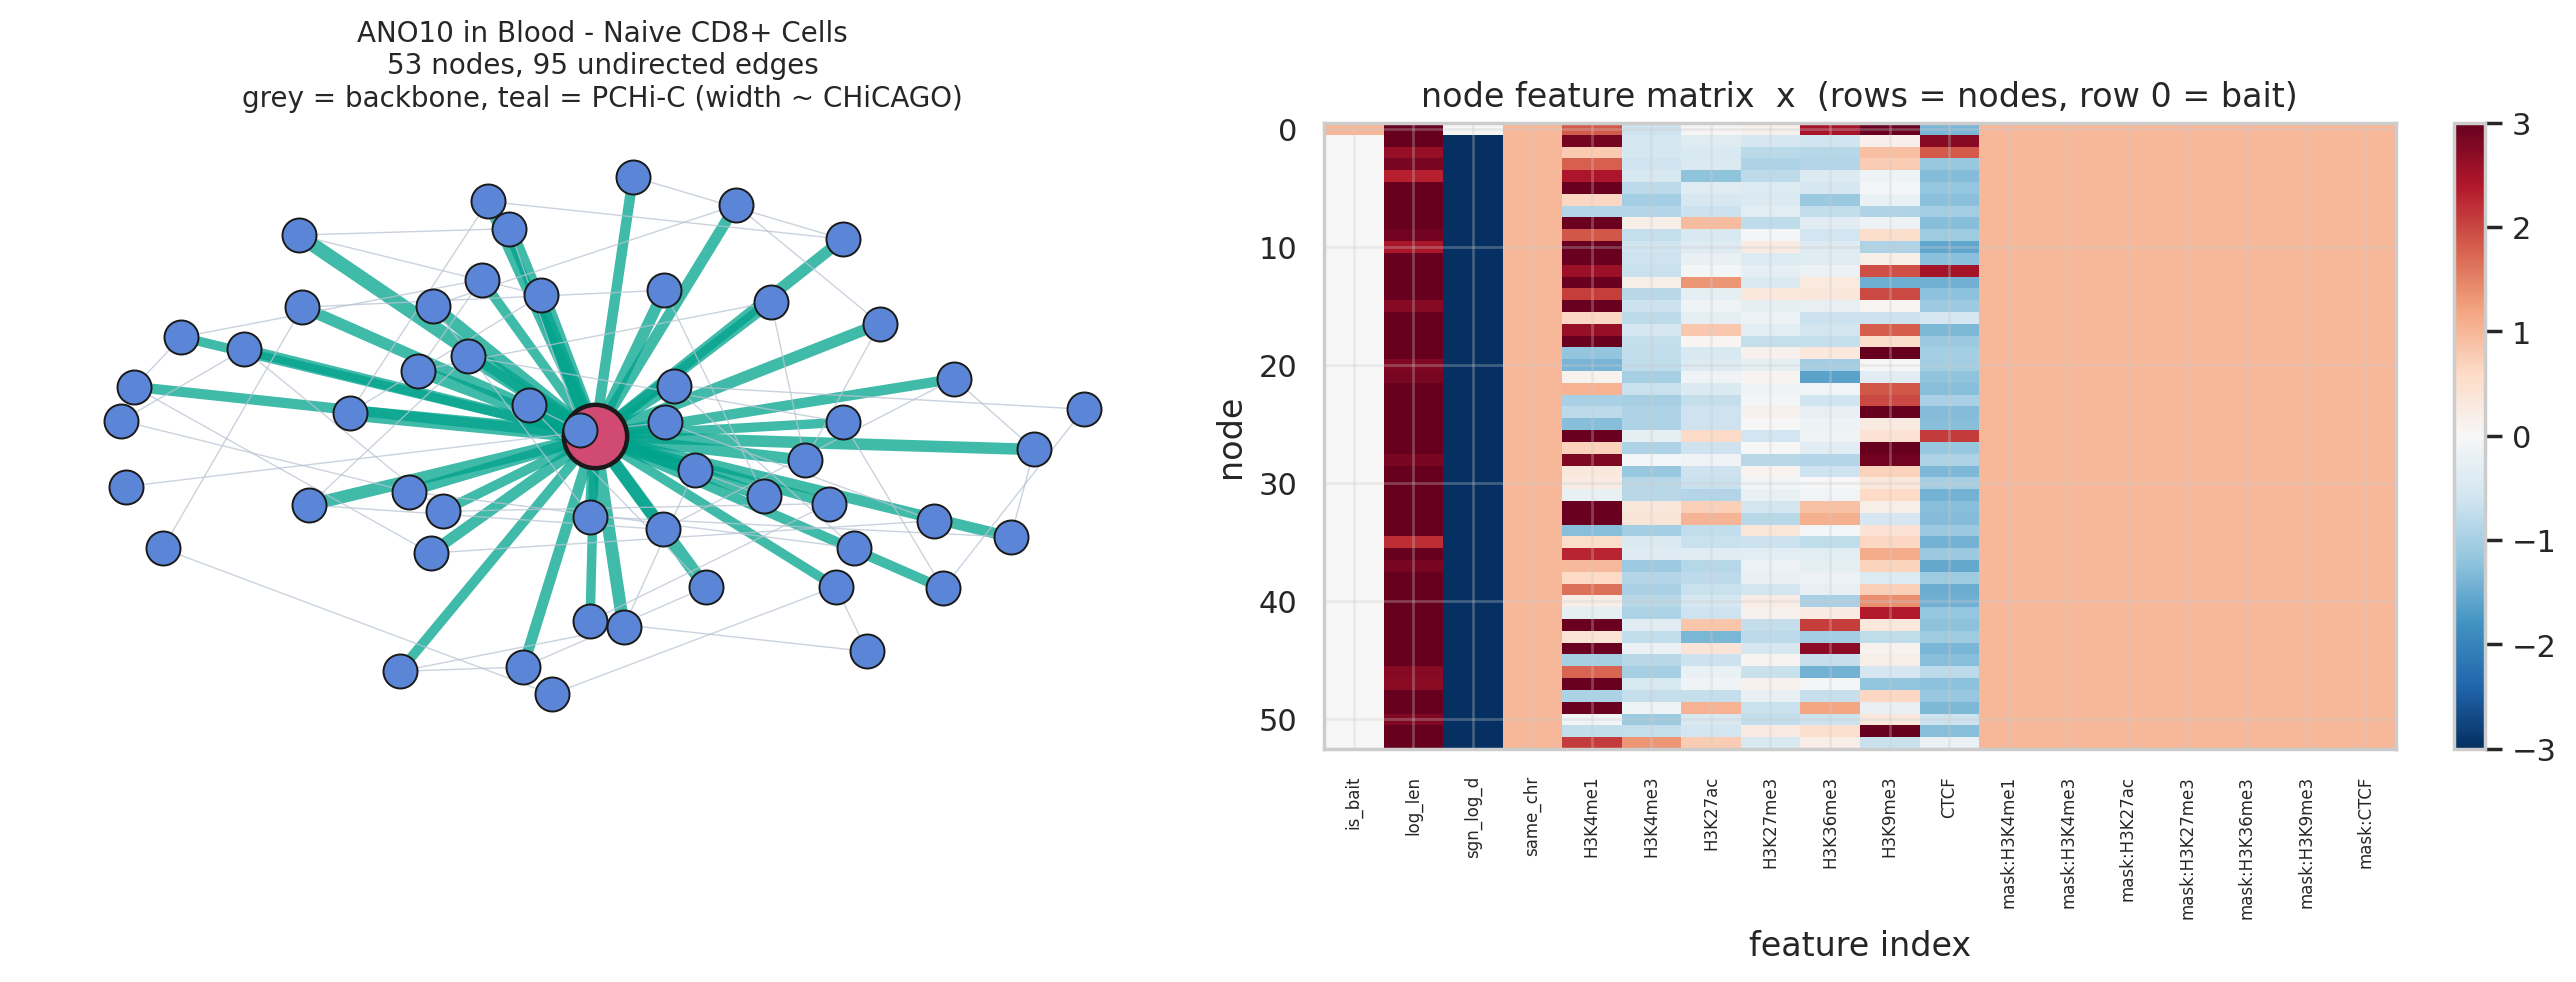 ANO10 in Blood - Naive CD8+ Cells
53 nodes, 95 undirected edges
grey = backbone, teal = PCHi-C (width ~ CHiCAGO)
node feature matrix  x  (rows = nodes, row 0 = bait)
0
10
20
30
40
50
node
is_bait
log_len
sgn_log_d
same_chr
H3K4me1
H3K4me3
H3K27ac
H3K27me3
H3K36me3
H3K9me3
CTCF
mask:H3K4me1
mask:H3K4me3
mask:H3K27ac
mask:H3K27me3
mask:H3K36me3
mask:H3K9me3
mask:CTCF
feature index
3
2
1
0
−1
−2
−3